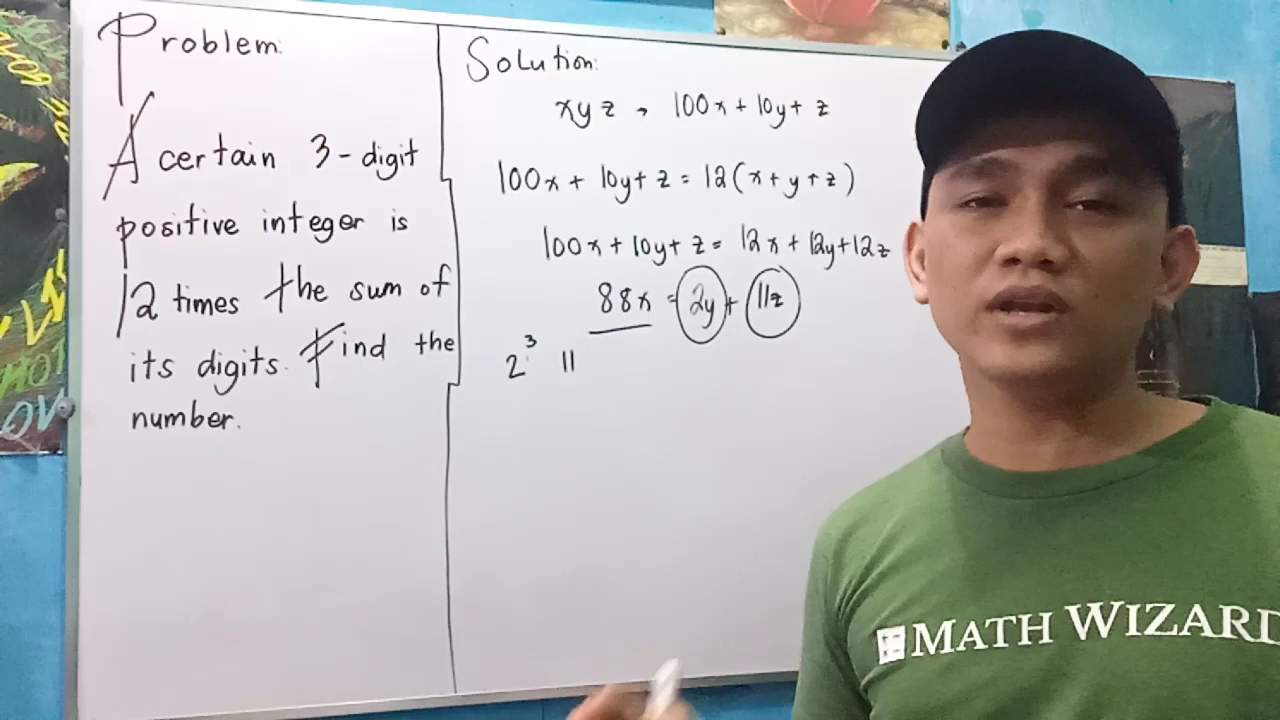 Problem:
A certain 3-digit
positive integer is
12 times the sum of
its digits. Find the
number.
Solution:
xyz → 100x + 10y + z
100x + 10y + z = 12(x + y + z)
100x + 10y + z = 12x + 12y + 12z
88x = 2y + 11z
2³ 11
MATH WIZARD